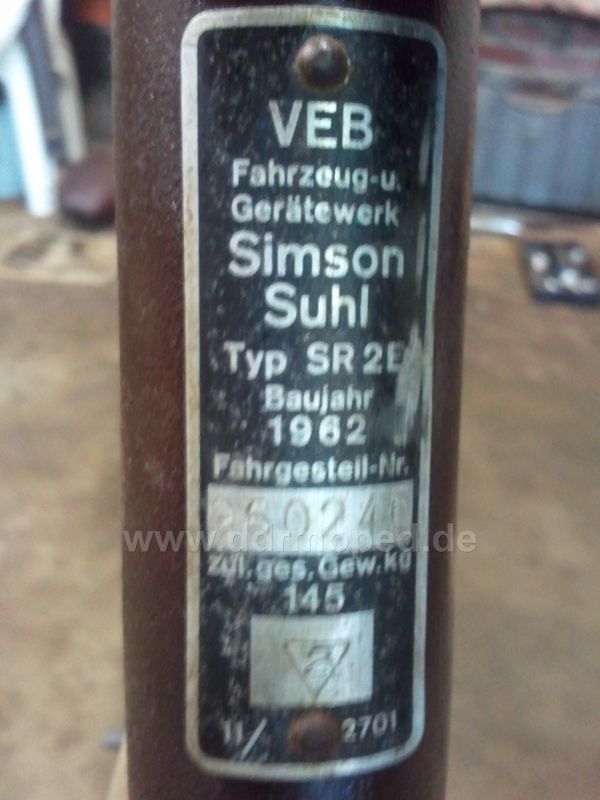 VEB
Fahrzeug-u.
Gerätewerk
Simson
Suhl
Typ SR 2E
Baujahr
1962
Fahrgestell-Nr.
www.ddrmoped.de
zul.ges.Gew.kg
145
11/ 2701